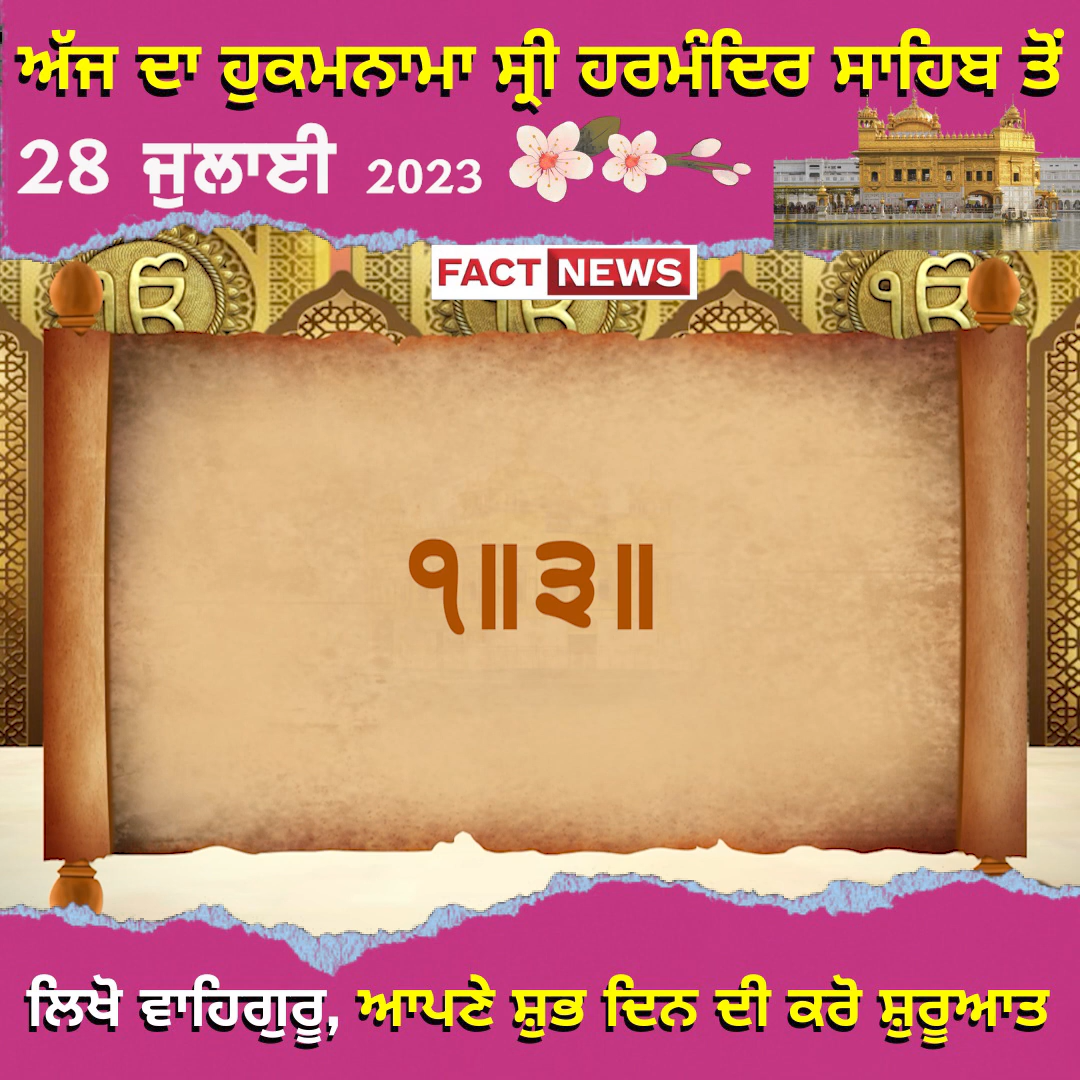 ਅੱਜ ਦਾ ਹੁਕਮਨਾਮਾ ਸ੍ਰੀ ਹਰਮੰਦਿਰ ਸਾਹਿਬ ਤੋਂ
28 ਜੁਲਾਈ 2023
FACT NEWS
ੴ ੴ ੴ
੧॥੩॥
ਲਿਖੋ ਵਾਹਿਗੁਰੂ, ਆਪਣੇ ਸ਼ੁਭ ਦਿਨ ਦੀ ਕਰੋ ਸ਼ੁਰੂਆਤ